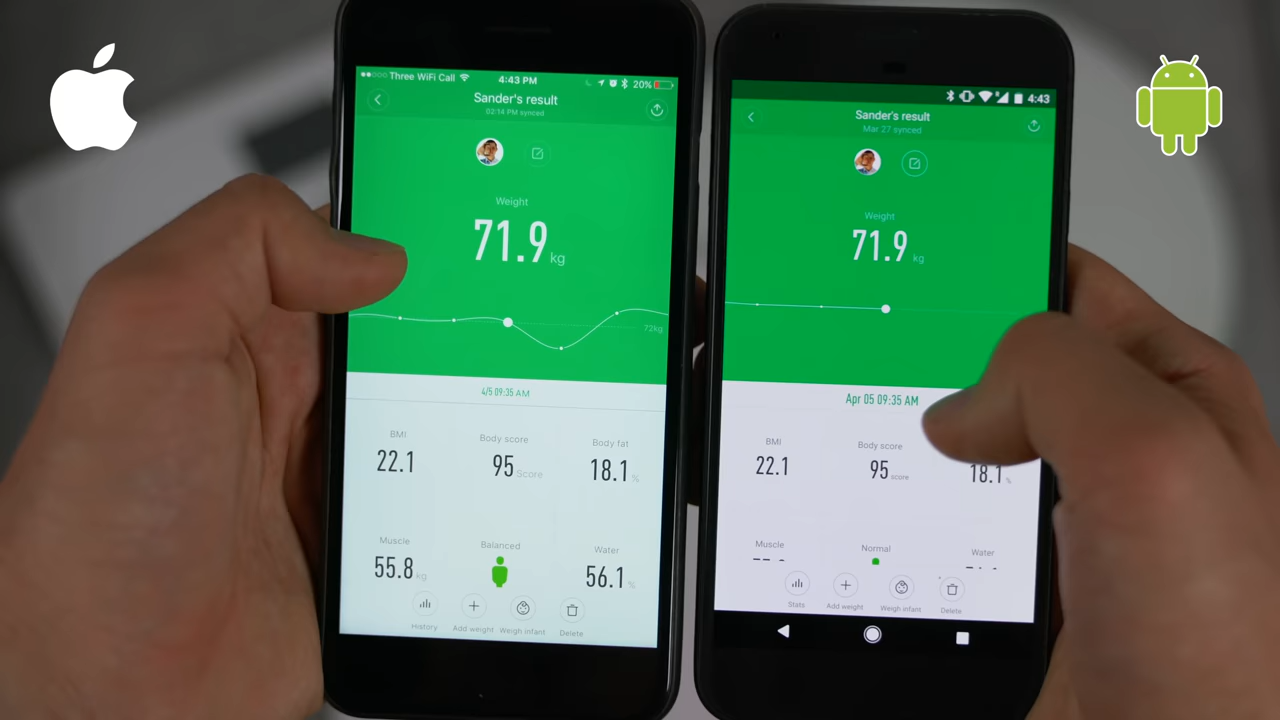 Three WiFi Call 4:43 PM 20%
Sander's result
02:14 PM synced
Weight
71.9 kg
72kg
4/5 09:35 AM
BMI Body score Body fat
22.1 95 Score 18.1 %
Muscle Balanced Water
55.8 kg 56.1 %
History Add weight Weigh infant Delete
4:43
Sander's result
Mar 27 synced
Weight
71.9 kg
Apr 05 09:35 AM
BMI Body score
22.1 95 score 18.1 %
Muscle Normal Water
Stats Add weight Weigh infant Delete